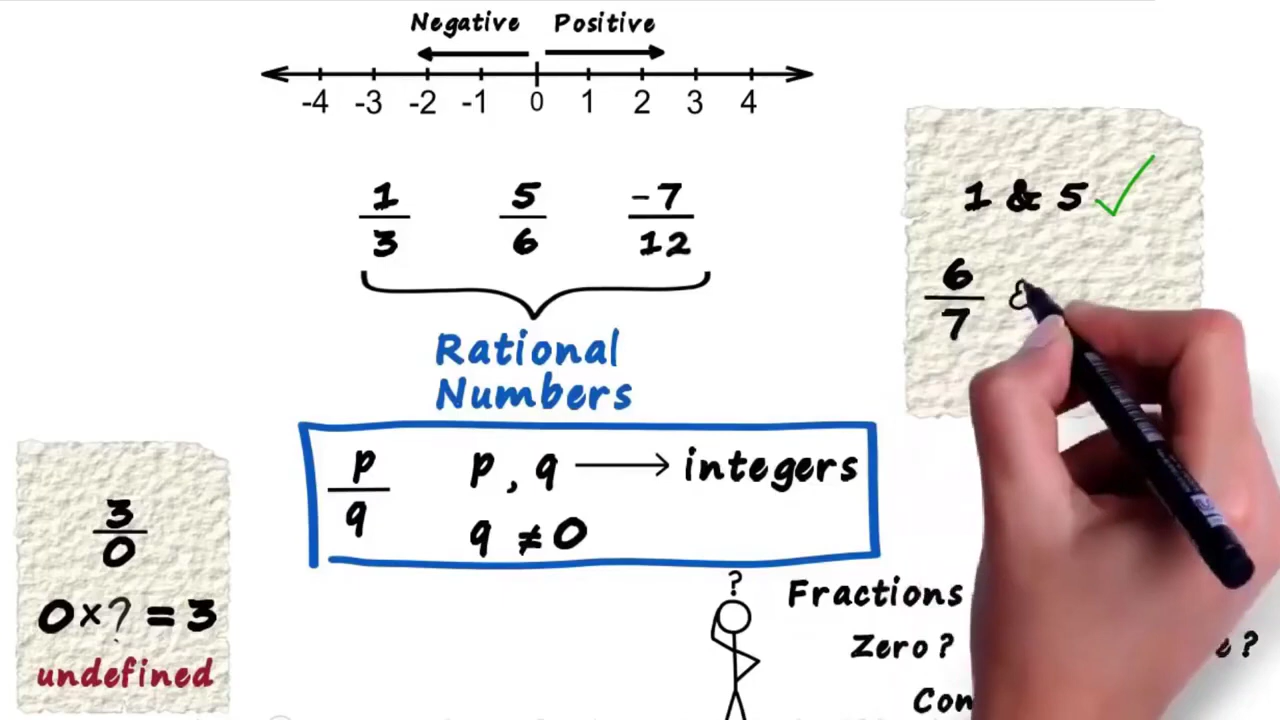 Negative Positive
-4 -3 -2 -1 0 1 2 3 4
1/3 5/6 -7/12
Rational
Numbers
p/q p, q → integers
q ≠ 0
1 & 5 ✓
6/7
3/0
0 × ? = 3
undefined
?
Fractions
Zero ? ?